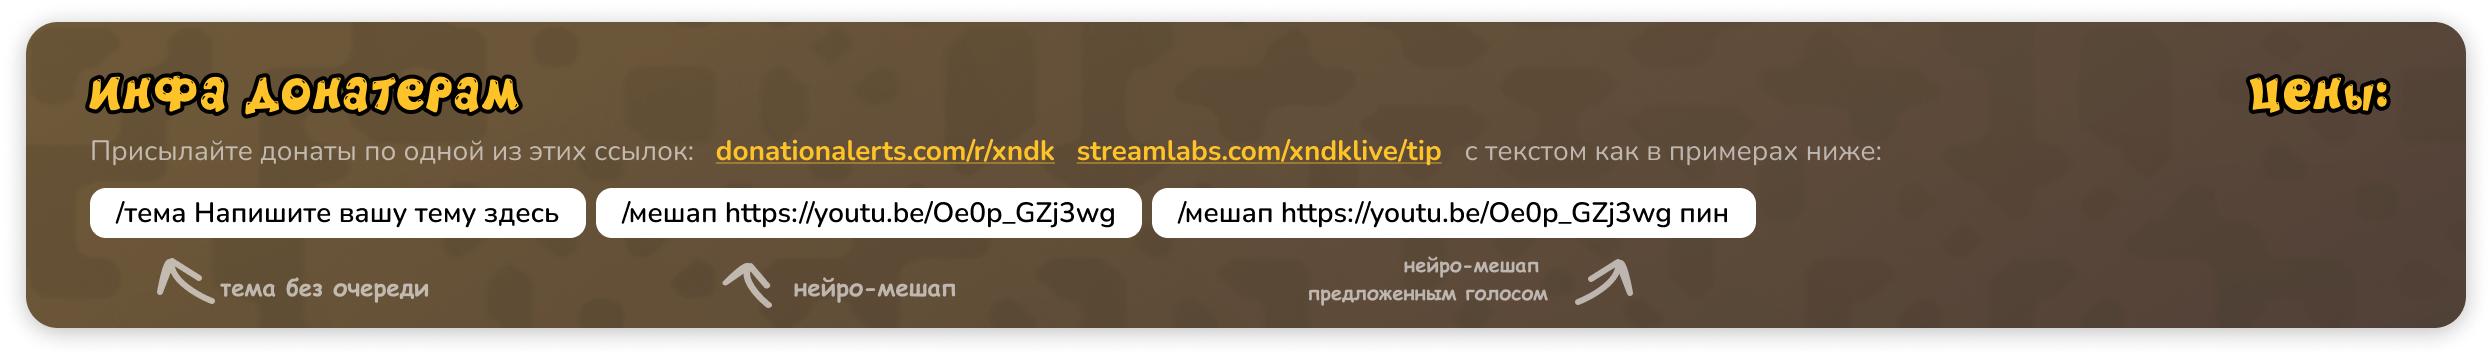 инфа донатерам
цены:
Присылайте донаты по одной из этих ссылок: donationalerts.com/r/xndk streamlabs.com/xndklive/tip с текстом как в примерах ниже:
/тема Напишите вашу тему здесь
/мешап https://youtu.be/Oe0p_GZj3wg
/мешап https://youtu.be/Oe0p_GZj3wg пин
тема без очереди
нейро-мешап
нейро-мешап
предложенным голосом